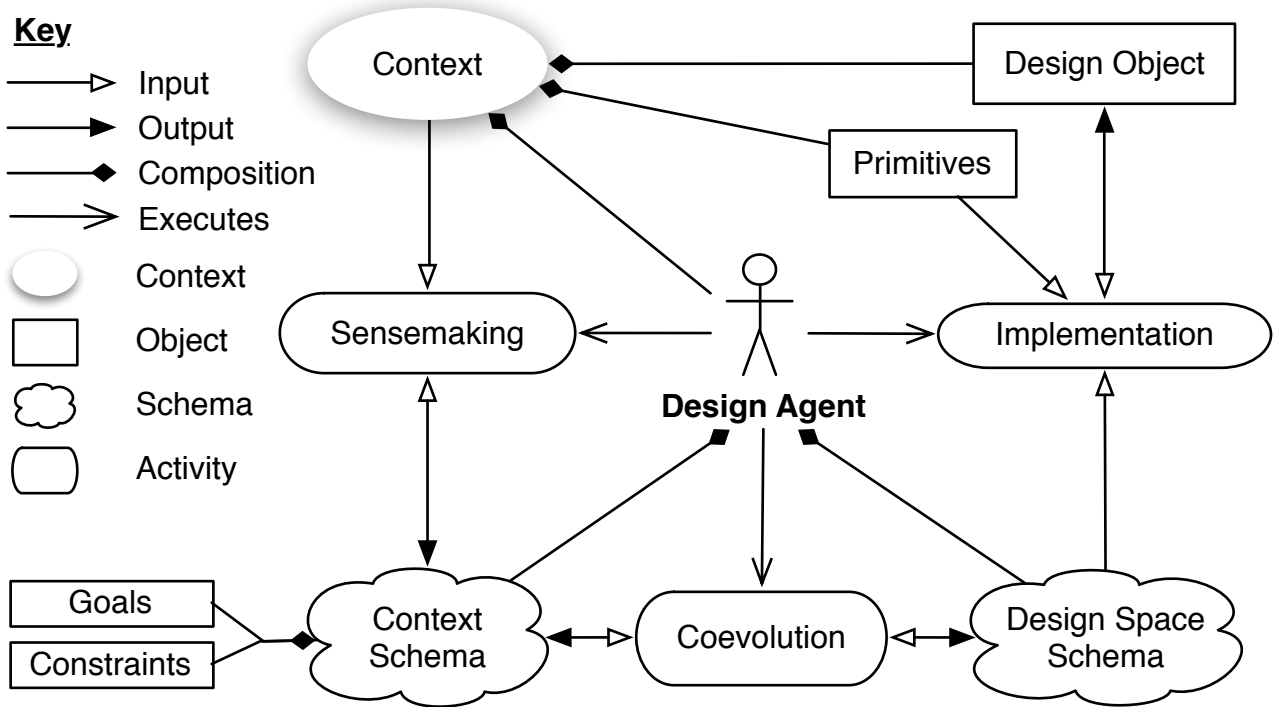 Key
Input
Output
Composition
Executes
Context
Object
Schema
Activity
Context
Design Object
Primitives
Sensemaking
Implementation
Design Agent
Goals
Constraints
Context
Schema
Coevolution
Design Space
Schema